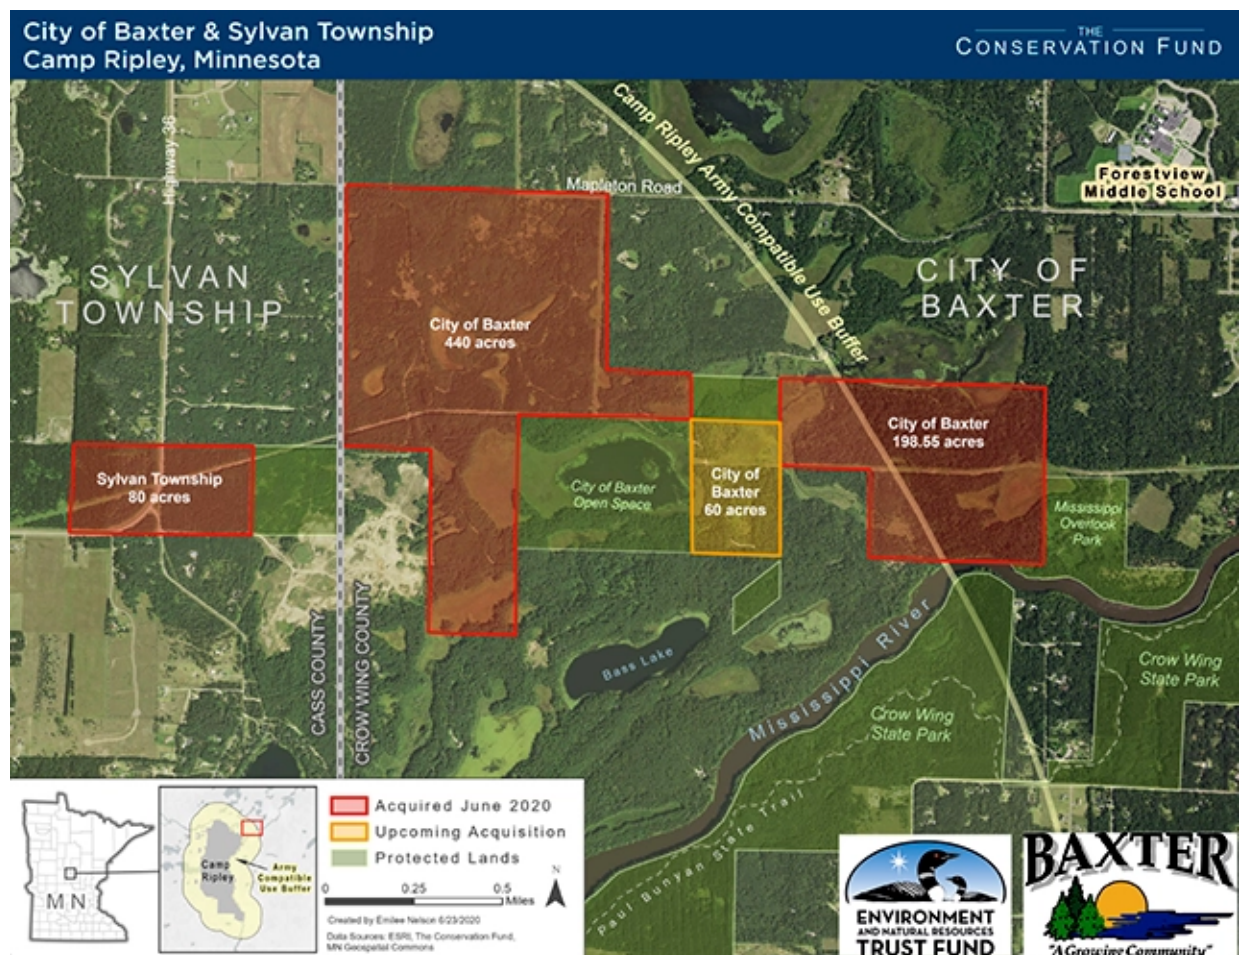 City of Baxter & Sylvan Township
Camp Ripley, Minnesota
THE
CONSERVATION FUND
Highway 36
Mapleton Road
Camp Ripley Army Compatible Use Buffer
Forestview
Middle School
SYLVAN
TOWNSHIP
CITY OF
BAXTER
City of Baxter
440 acres
City of Baxter
198.55 acres
Sylvan Township
80 acres
City of Baxter
Open Space
City of
Baxter
60 acres
Mississippi
Overlook
Park
CASS COUNTY
CROW WING COUNTY
Bass Lake
Mississippi River
Crow Wing
State Park
Crow Wing
State Park
Paul Bunyan State Trail
MN
Camp
Ripley
Army
Compatible
Use Buffer
Acquired June 2020
Upcoming Acquisition
Protected Lands
0 0.25 0.5
Miles
N
Created by Emilee Nelson 6/23/2020
Data Sources: ESRI, The Conservation Fund,
MN Geospatial Commons
ENVIRONMENT
AND NATURAL RESOURCES
TRUST FUND
BAXTER
"A Growing Community"